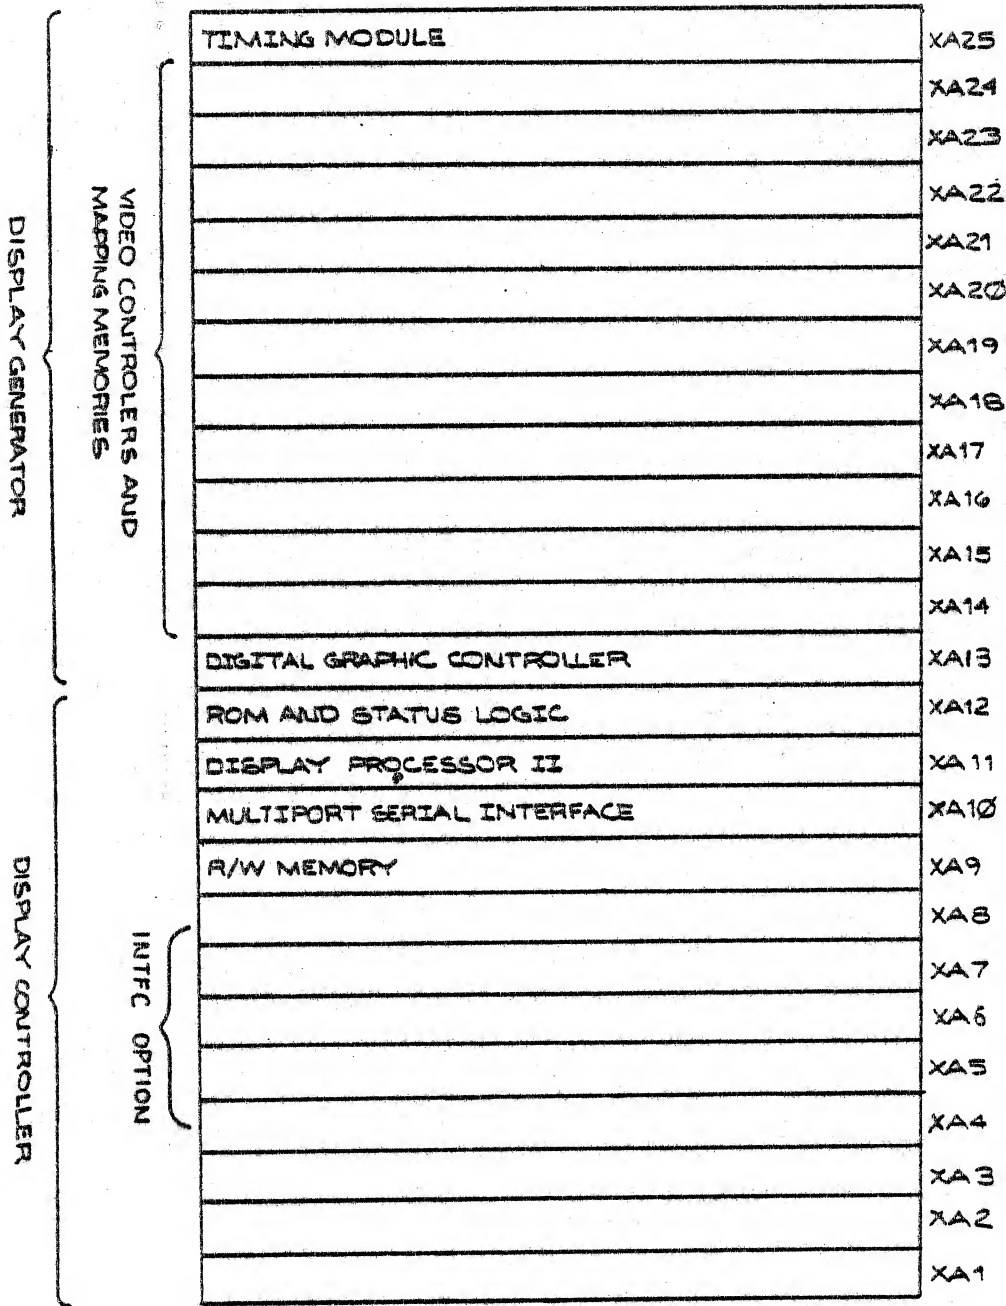 TIMING MODULE XA25
XA24
XA23
XA22
XA21
XA2Ø
XA19
XA18
XA17
XA16
XA15
XA14
DIGITAL GRAPHIC CONTROLLER XA13
ROM AND STATUS LOGIC XA12
DISPLAY PROCESSOR II XA11
MULTIPORT SERIAL INTERFACE XA1Ø
R/W MEMORY XA9
XA8
XA7
XA6
XA5
XA4
XA3
XA2
XA1
VIDEO CONTROLERS AND
MAPPING MEMORIES
DISPLAY GENERATOR
INTFC OPTION
DISPLAY CONTROLLER